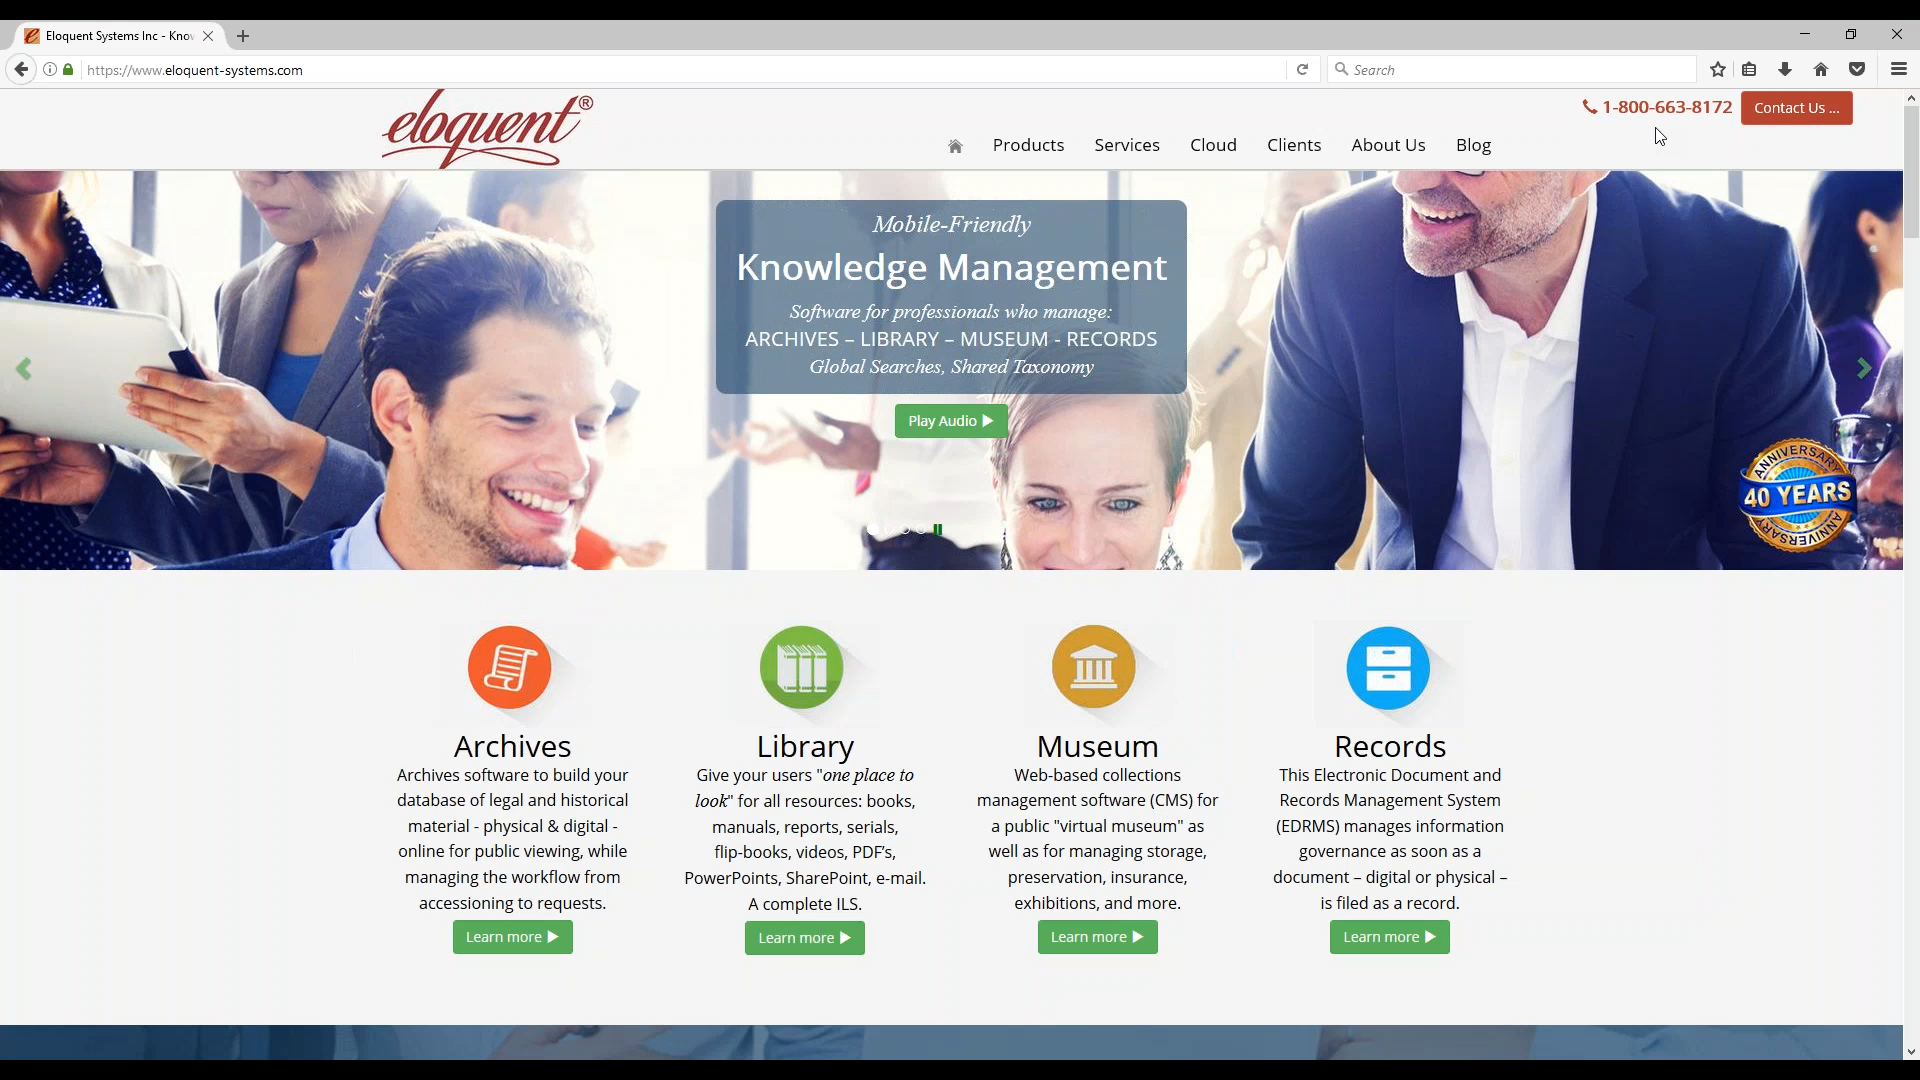 Eloquent Systems Inc - Know
https://www.eloquent-systems.com
Search
eloquent®
1-800-663-8172
Contact Us ...
Products
Services
Cloud
Clients
About Us
Blog
Mobile-Friendly
Knowledge Management
Software for professionals who manage:
ARCHIVES – LIBRARY – MUSEUM - RECORDS
Global Searches, Shared Taxonomy
Play Audio
ANNIVERSARY
40 YEARS
ANNIVERSARY
Archives
Archives software to build your
database of legal and historical
material - physical & digital -
online for public viewing, while
managing the workflow from
accessioning to requests.
Learn more
Library
Give your users "one place to
look" for all resources: books,
manuals, reports, serials,
flip-books, videos, PDF's,
PowerPoints, SharePoint, e-mail.
A complete ILS.
Learn more
Museum
Web-based collections
management software (CMS) for
a public "virtual museum" as
well as for managing storage,
preservation, insurance,
exhibitions, and more.
Learn more
Records
This Electronic Document and
Records Management System
(EDRMS) manages information
governance as soon as a
document – digital or physical –
is filed as a record.
Learn more